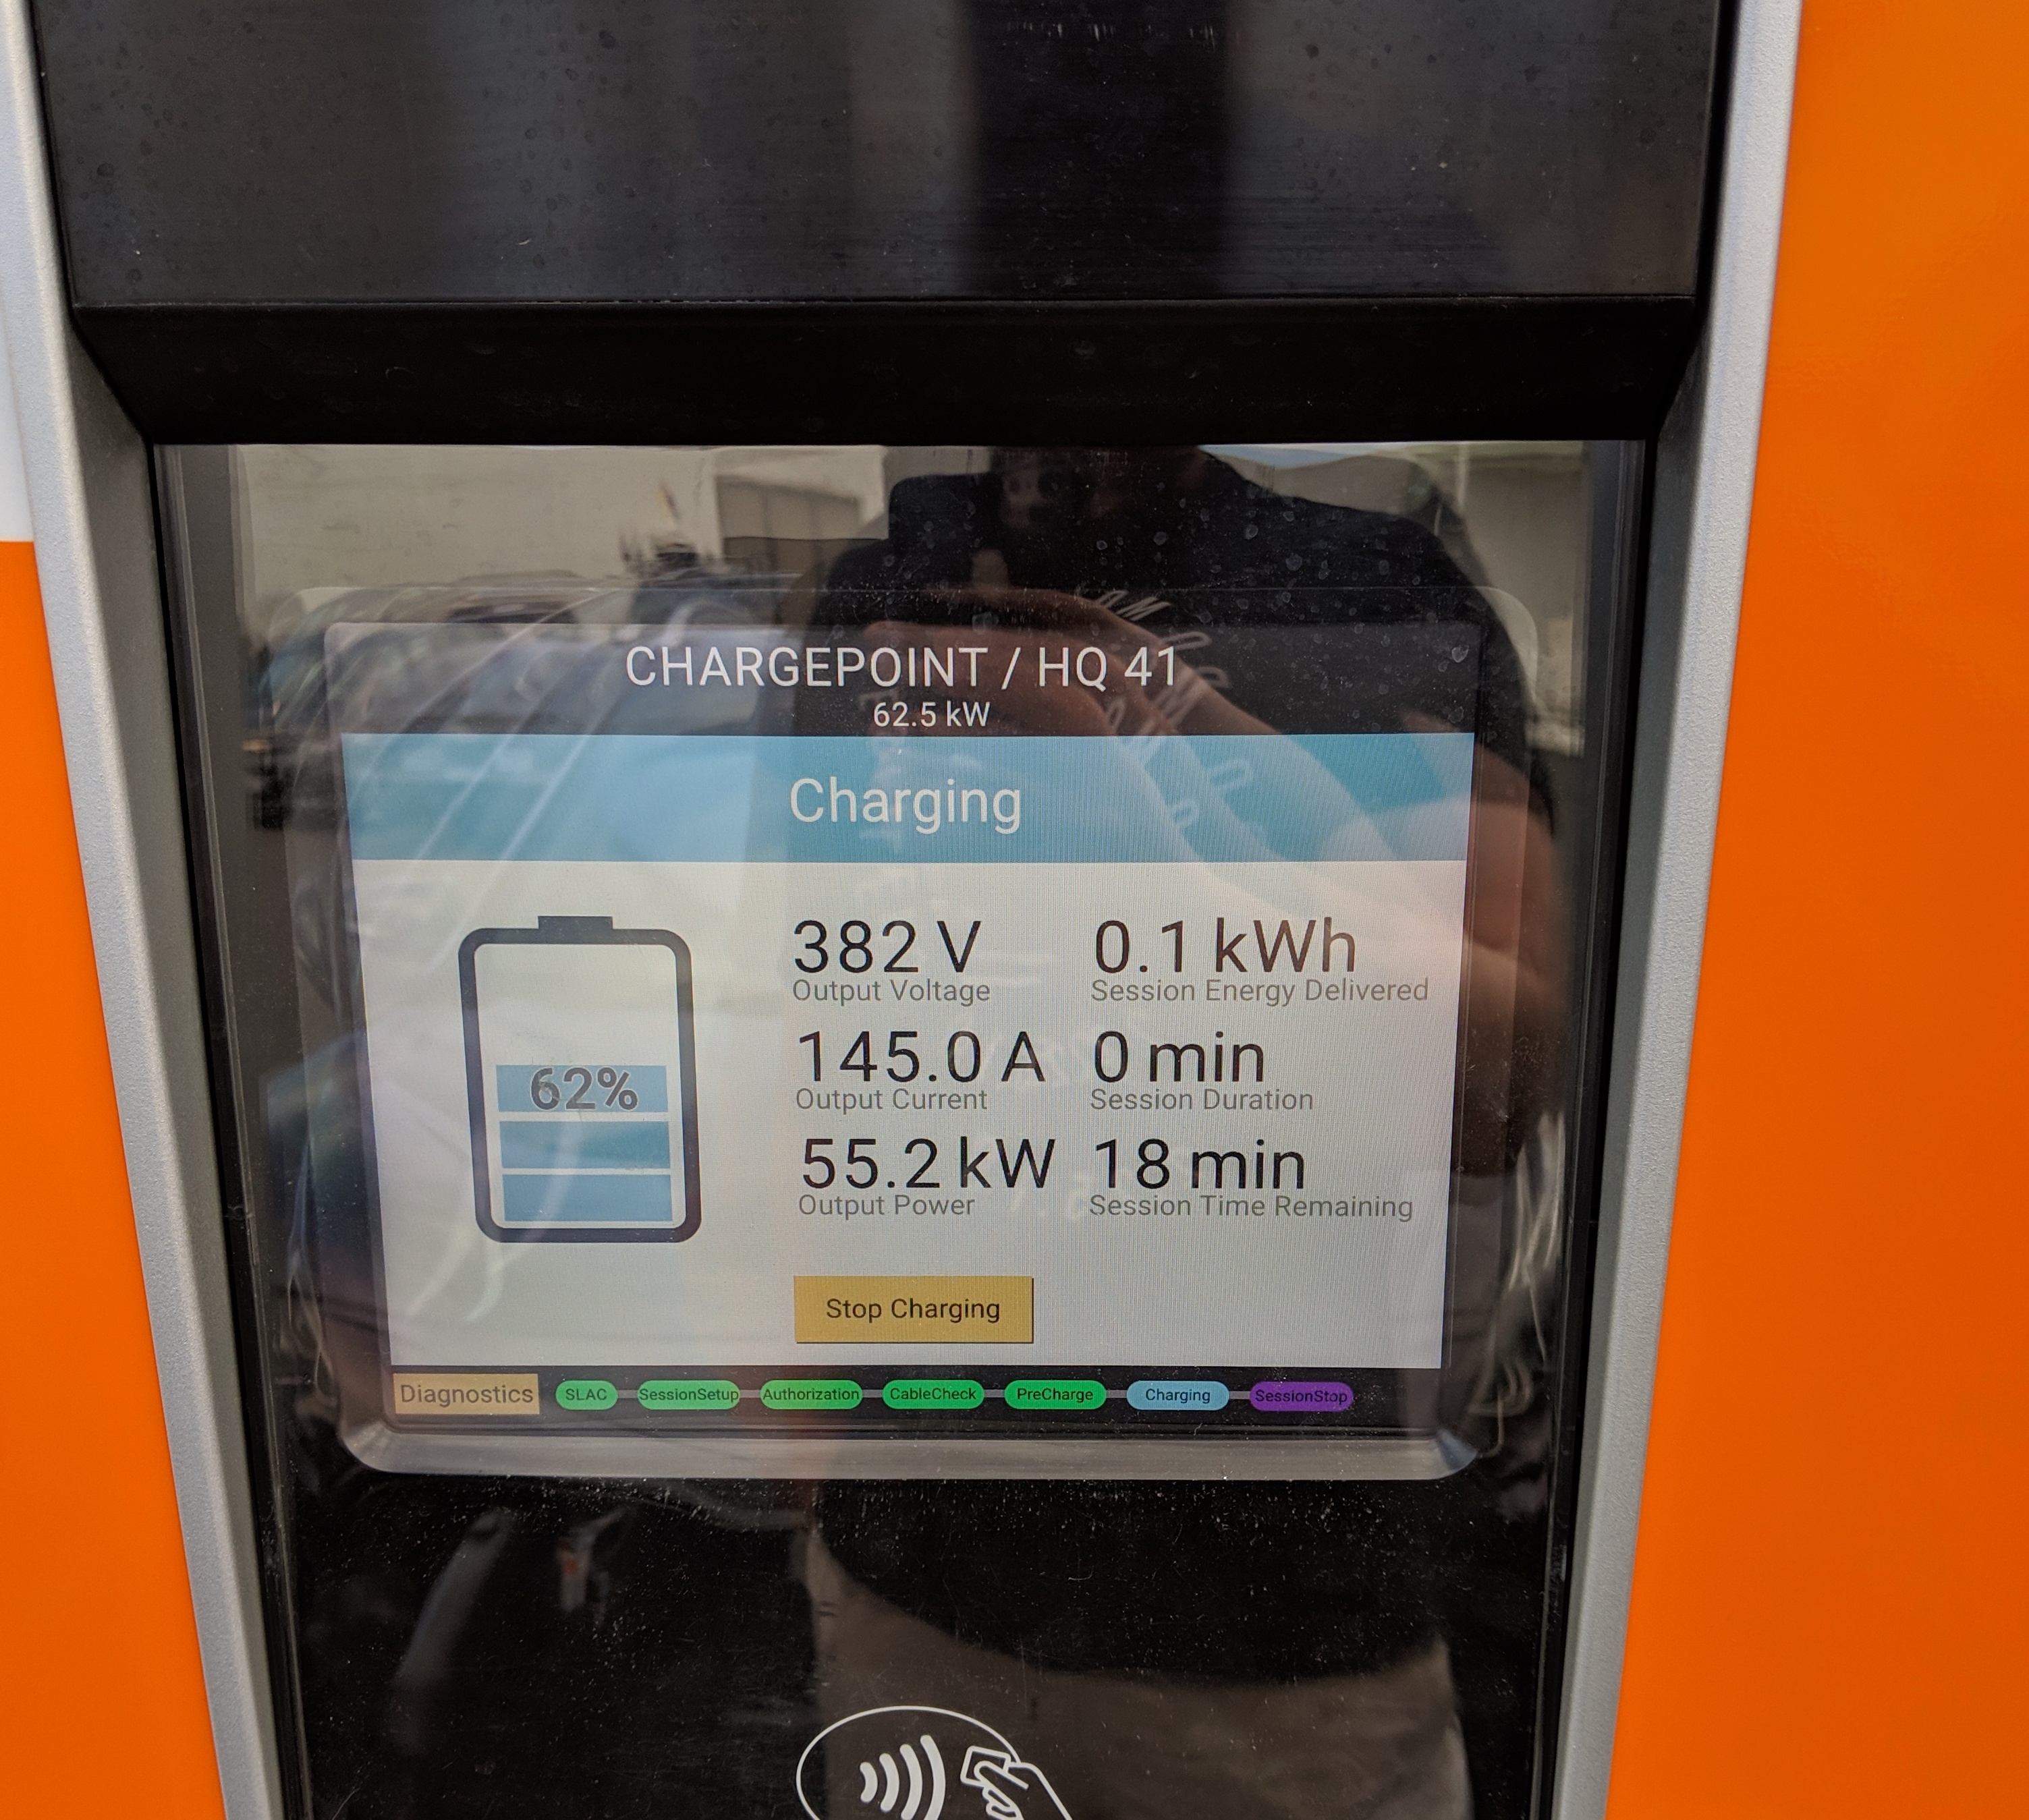 CHARGEPOINT / HQ 41
62.5 kW
Charging
62%
382 V 0.1 kWh
Output Voltage Session Energy Delivered
145.0 A 0 min
Output Current Session Duration
55.2 kW 18 min
Output Power Session Time Remaining
Stop Charging
Diagnostics SLAC SessionSetup Authorization CableCheck PreCharge Charging SessionStop